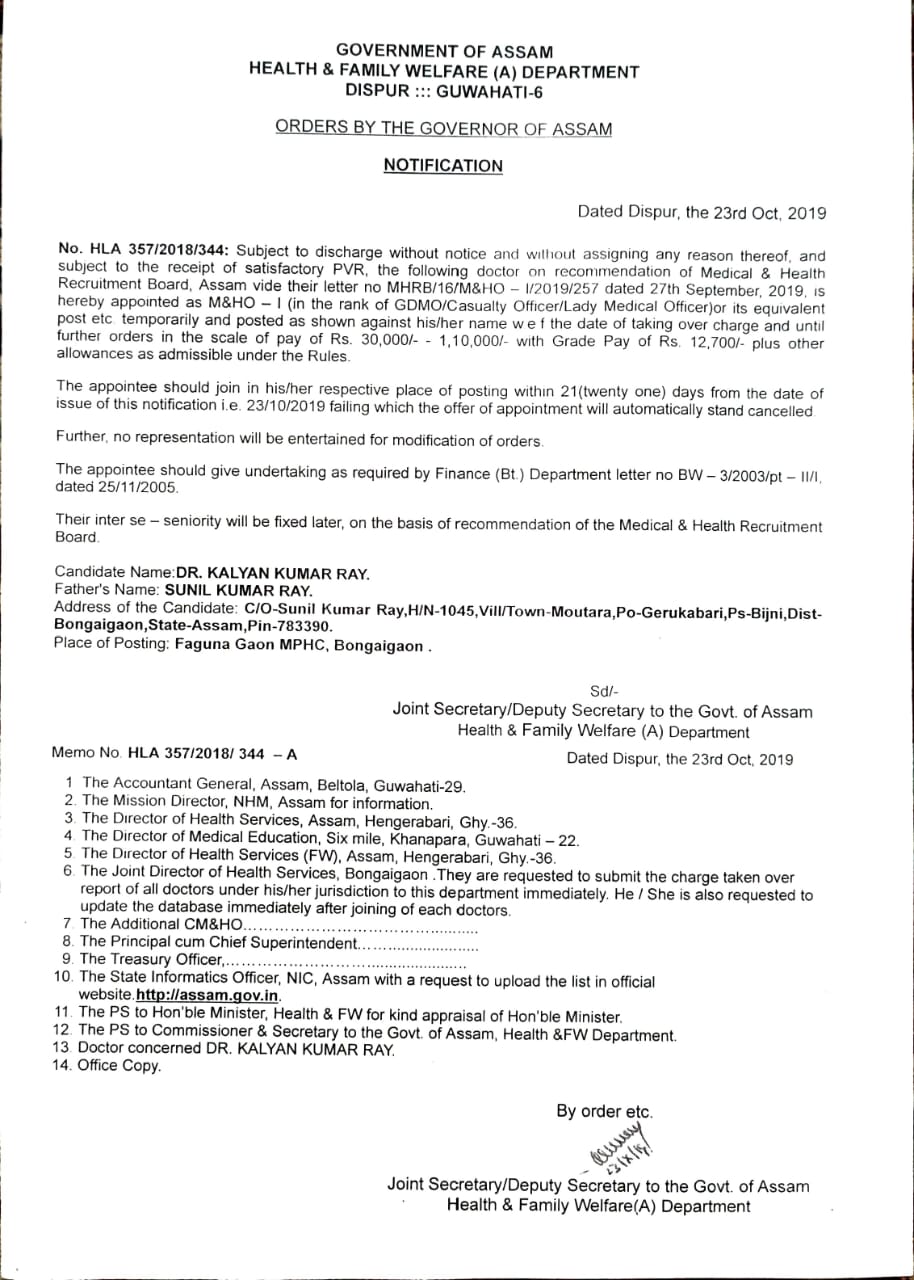 GOVERNMENT OF ASSAM
HEALTH & FAMILY WELFARE (A) DEPARTMENT
DISPUR ::: GUWAHATI-6
ORDERS BY THE GOVERNOR OF ASSAM
NOTIFICATION
Dated Dispur, the 23rd Oct, 2019
No. HLA 357/2018/344: Subject to discharge without notice and without assigning any reason thereof, and
subject to the receipt of satisfactory PVR, the following doctor on recommendation of Medical & Health
Recruitment Board, Assam vide their letter no MHRB/16/M&HO – I/2019/257 dated 27th September, 2019, is
hereby appointed as M&HO – I (in the rank of GDMO/Casualty Officer/Lady Medical Officer)or its equivalent
post etc. temporarily and posted as shown against his/her name w e f the date of taking over charge and until
further orders in the scale of pay of Rs. 30,000/- - 1,10,000/- with Grade Pay of Rs. 12,700/- plus other
allowances as admissible under the Rules.
The appointee should join in his/her respective place of posting within 21(twenty one) days from the date of
issue of this notification i.e. 23/10/2019 failing which the offer of appointment will automatically stand cancelled.
Further, no representation will be entertained for modification of orders.
The appointee should give undertaking as required by Finance (Bt.) Department letter no BW – 3/2003/pt – II/I,
dated 25/11/2005.
Their inter se – seniority will be fixed later, on the basis of recommendation of the Medical & Health Recruitment
Board.
Candidate Name:DR. KALYAN KUMAR RAY.
Father's Name: SUNIL KUMAR RAY.
Address of the Candidate: C/O-Sunil Kumar Ray,H/N-1045,Vill/Town-Moutara,Po-Gerukabari,Ps-Bijni,Dist-
Bongaigaon,State-Assam,Pin-783390.
Place of Posting: Faguna Gaon MPHC, Bongaigaon .
Sd/-
Joint Secretary/Deputy Secretary to the Govt. of Assam
Health & Family Welfare (A) Department
Memo No. HLA 357/2018/ 344 – A
Dated Dispur, the 23rd Oct, 2019
1 The Accountant General, Assam, Beltola, Guwahati-29.
2. The Mission Director, NHM, Assam for information.
3. The Director of Health Services, Assam, Hengerabari, Ghy.-36.
4. The Director of Medical Education, Six mile, Khanapara, Guwahati – 22.
5. The Director of Health Services (FW), Assam, Hengerabari, Ghy.-36.
6. The Joint Director of Health Services, Bongaigaon .They are requested to submit the charge taken over
report of all doctors under his/her jurisdiction to this department immediately. He / She is also requested to
update the database immediately after joining of each doctors.
7. The Additional CM&HO................................................
8. The Principal cum Chief Superintendent.........................
9. The Treasury Officer,.................................................
10. The State Informatics Officer, NIC, Assam with a request to upload the list in official
website.http://assam.gov.in.
11. The PS to Hon'ble Minister, Health & FW for kind appraisal of Hon'ble Minister.
12. The PS to Commissioner & Secretary to the Govt. of Assam, Health &FW Department.
13. Doctor concerned DR. KALYAN KUMAR RAY.
14. Office Copy.
By order etc.
23/X/19
Joint Secretary/Deputy Secretary to the Govt. of Assam
Health & Family Welfare(A) Department